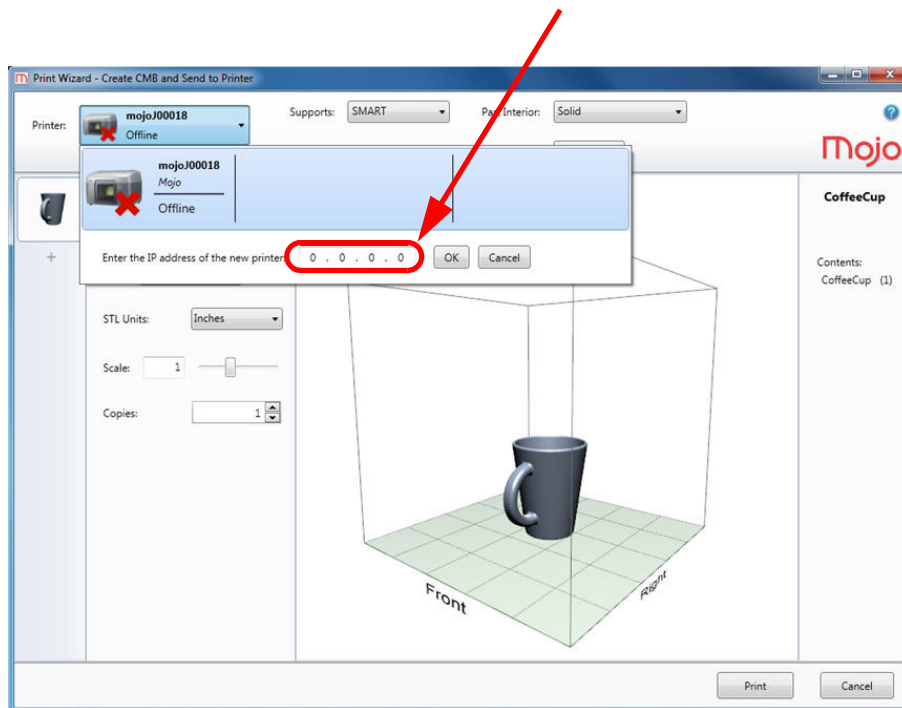 Print Wizard - Create CMB and Send to Printer
Printer:
mojoJ00018
Offline
Supports:
SMART
Part Interior:
Solid
Mojo
mojoJ00018
Mojo
Offline
Enter the IP address of the new printer:
0 . 0 . 0 . 0
OK
Cancel
CoffeeCup
Contents:
CoffeeCup (1)
STL Units:
Inches
Scale:
1
Copies:
1
Front
Right
Print
Cancel